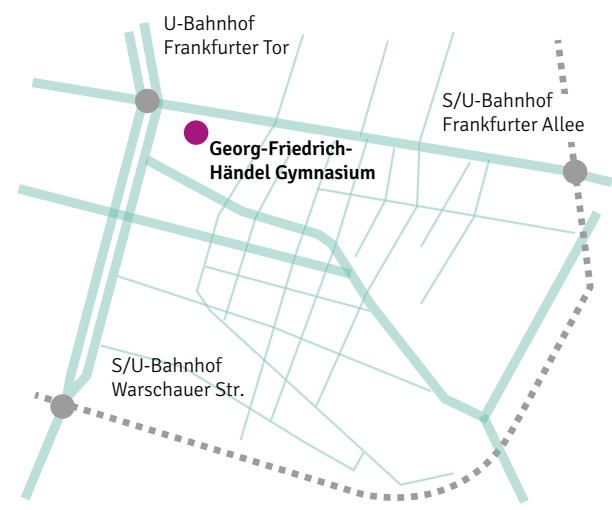 U-Bahnhof
Frankfurter Tor
S/U-Bahnhof
Frankfurter Allee
Georg-Friedrich-
Händel Gymnasium
S/U-Bahnhof
Warschauer Str.